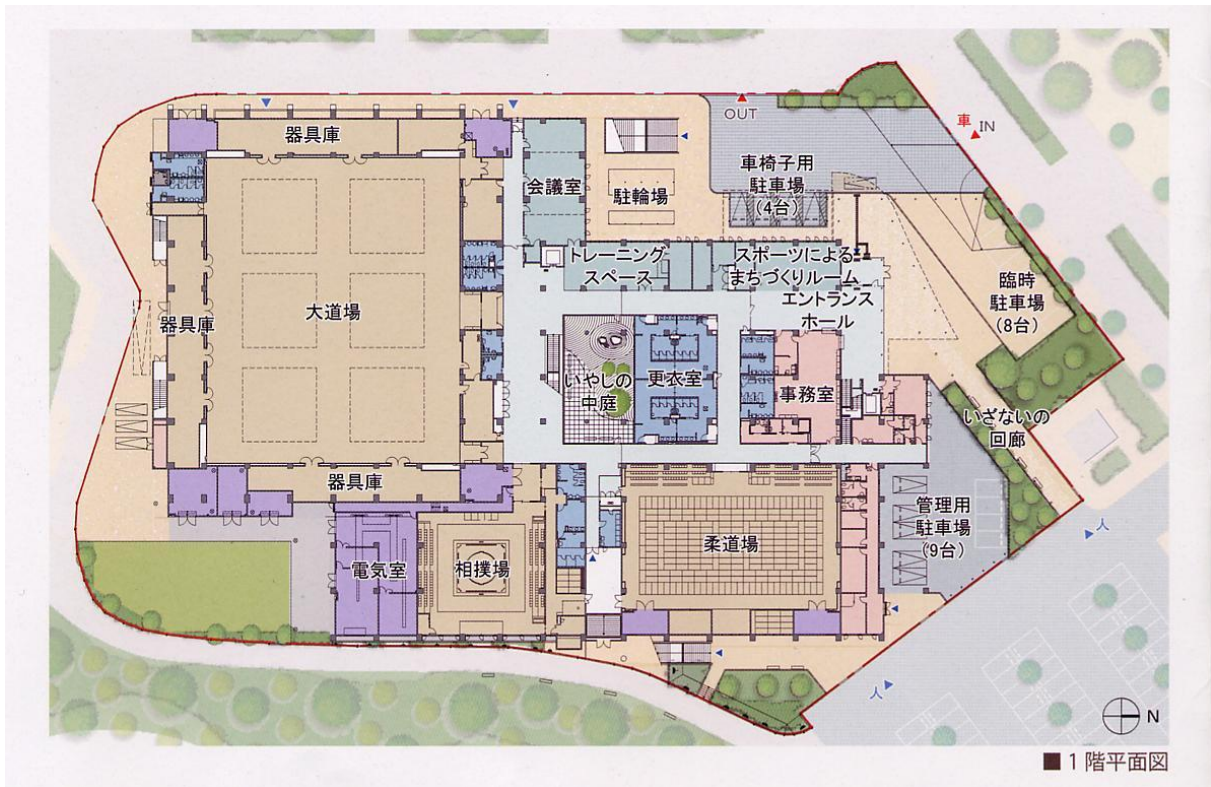 OUT
車 IN
器具庫
会議室
駐輪場
車椅子用
駐車場
(4台)
トレーニング
スペース
スポーツによる
まちづくりルーム
エントランス
ホール
臨時
駐車場
(8台)
器具庫
大道場
いやしの
中庭
更衣室
事務室
いざないの
回廊
器具庫
管理用
駐車場
(9台)
人
電気室
相撲場
柔道場
人
N
■1階平面図